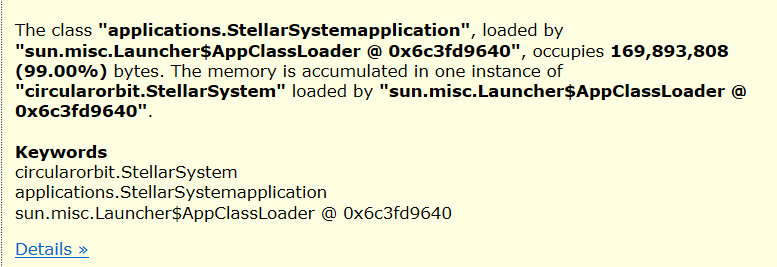 The class "applications.StellarSystemapplication", loaded by
"sun.misc.Launcher$AppClassLoader @ 0x6c3fd9640", occupies 169,893,808
(99.00%) bytes. The memory is accumulated in one instance of
"circularorbit.StellarSystem" loaded by "sun.misc.Launcher$AppClassLoader @
0x6c3fd9640".
Keywords
circularorbit.StellarSystem
applications.StellarSystemapplication
sun.misc.Launcher$AppClassLoader @ 0x6c3fd9640
Details »